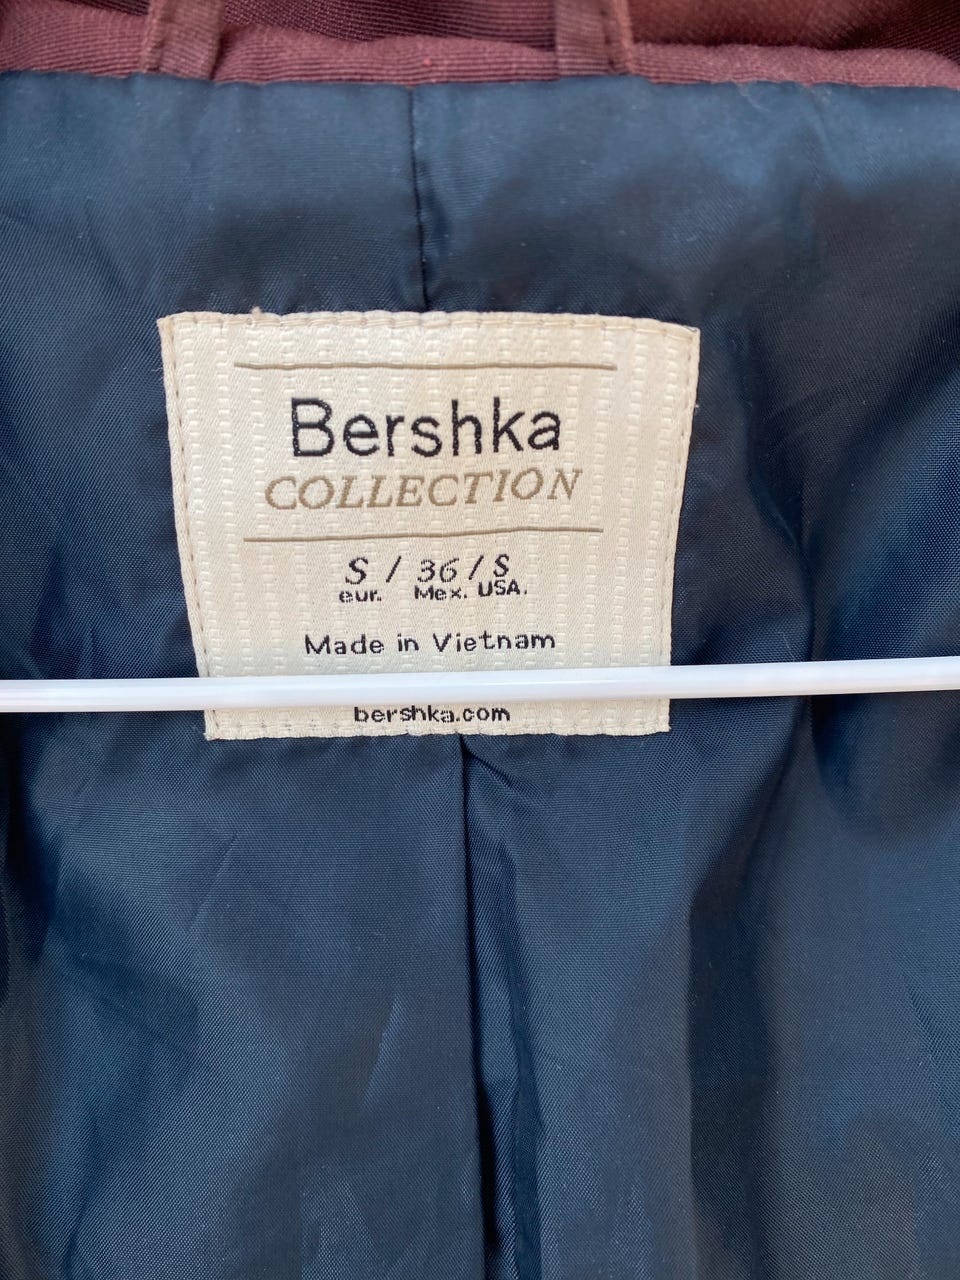 Bershka
COLLECTION
S / 36 / S
eur. Mex. USA.
Made in Vietnam
bershka.com